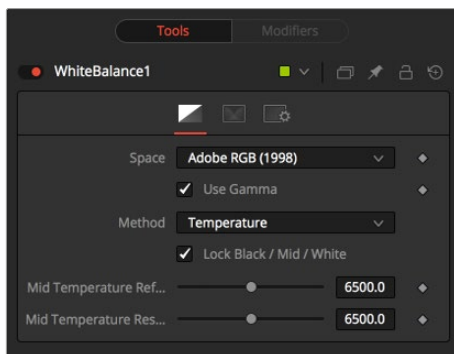 Tools Modifiers
WhiteBalance1
Space Adobe RGB (1998)
Use Gamma
Method Temperature
Lock Black / Mid / White
Mid Temperature Ref... 6500.0
Mid Temperature Res... 6500.0